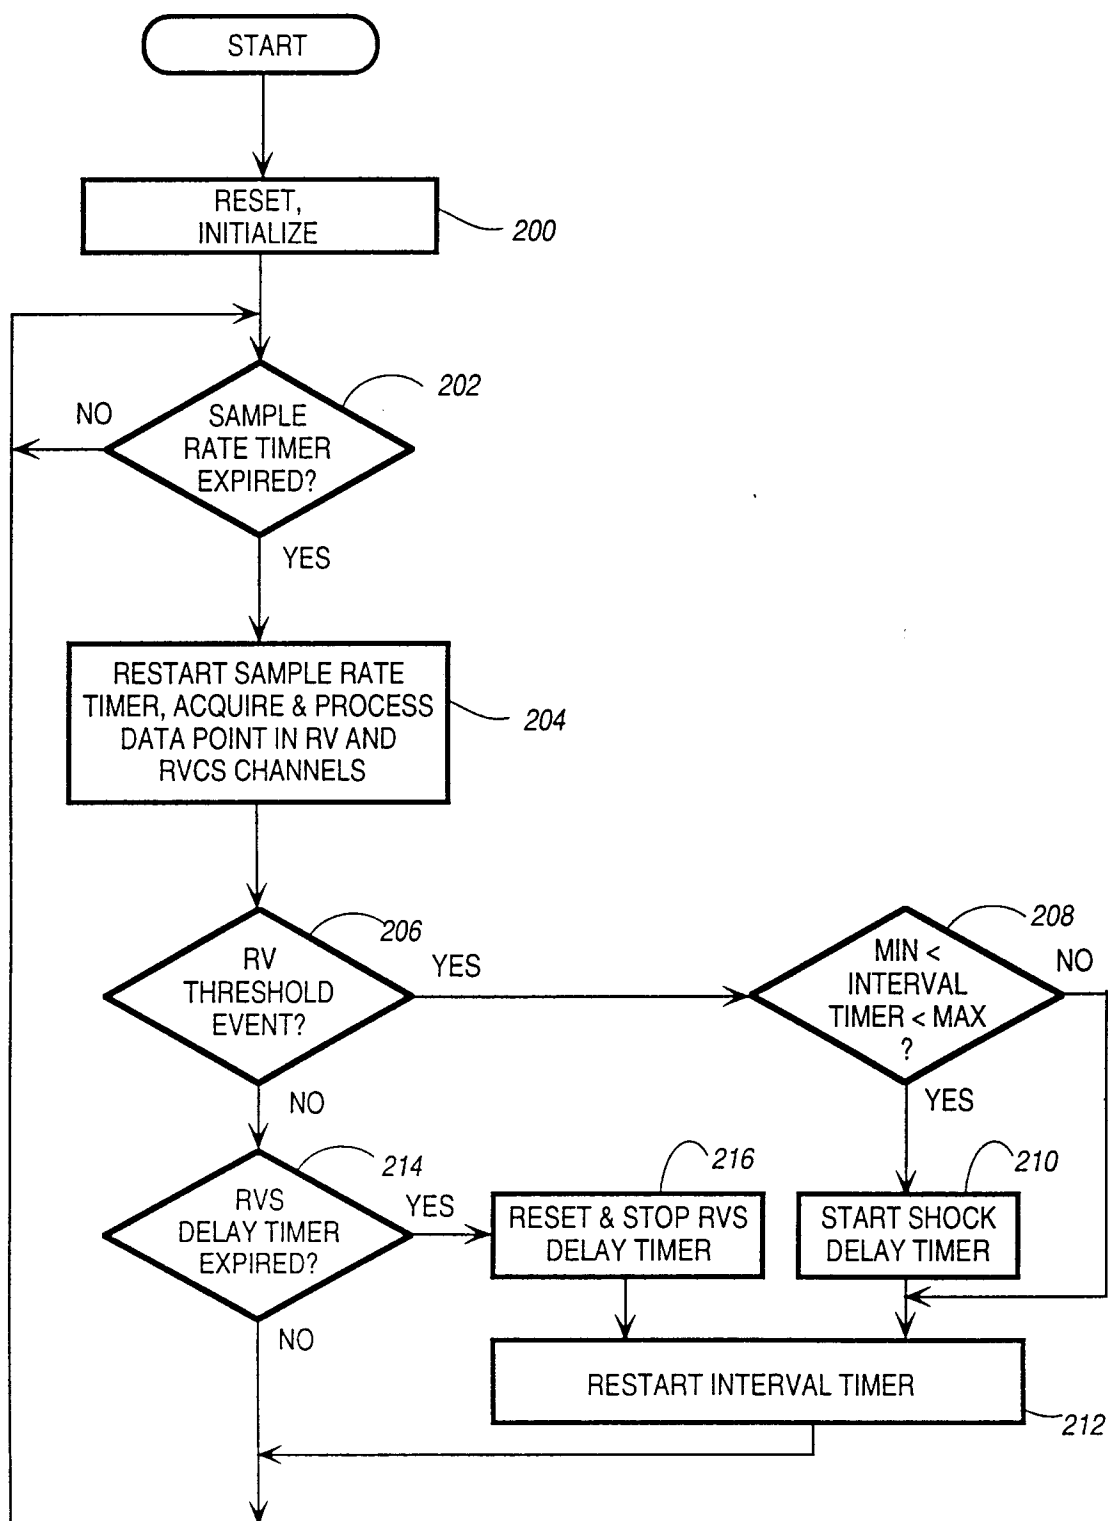 START
RESET,
INITIALIZE
200
202
NO
SAMPLE
RATE TIMER
EXPIRED?
YES
RESTART SAMPLE RATE
TIMER, ACQUIRE & PROCESS
DATA POINT IN RV AND
RVCS CHANNELS
204
206
RV
THRESHOLD
EVENT?
YES
208
MIN <
INTERVAL
TIMER < MAX
?
NO
YES
NO
214
RVS
DELAY TIMER
EXPIRED?
YES
216
RESET & STOP RVS
DELAY TIMER
210
START SHOCK
DELAY TIMER
NO
RESTART INTERVAL TIMER
212